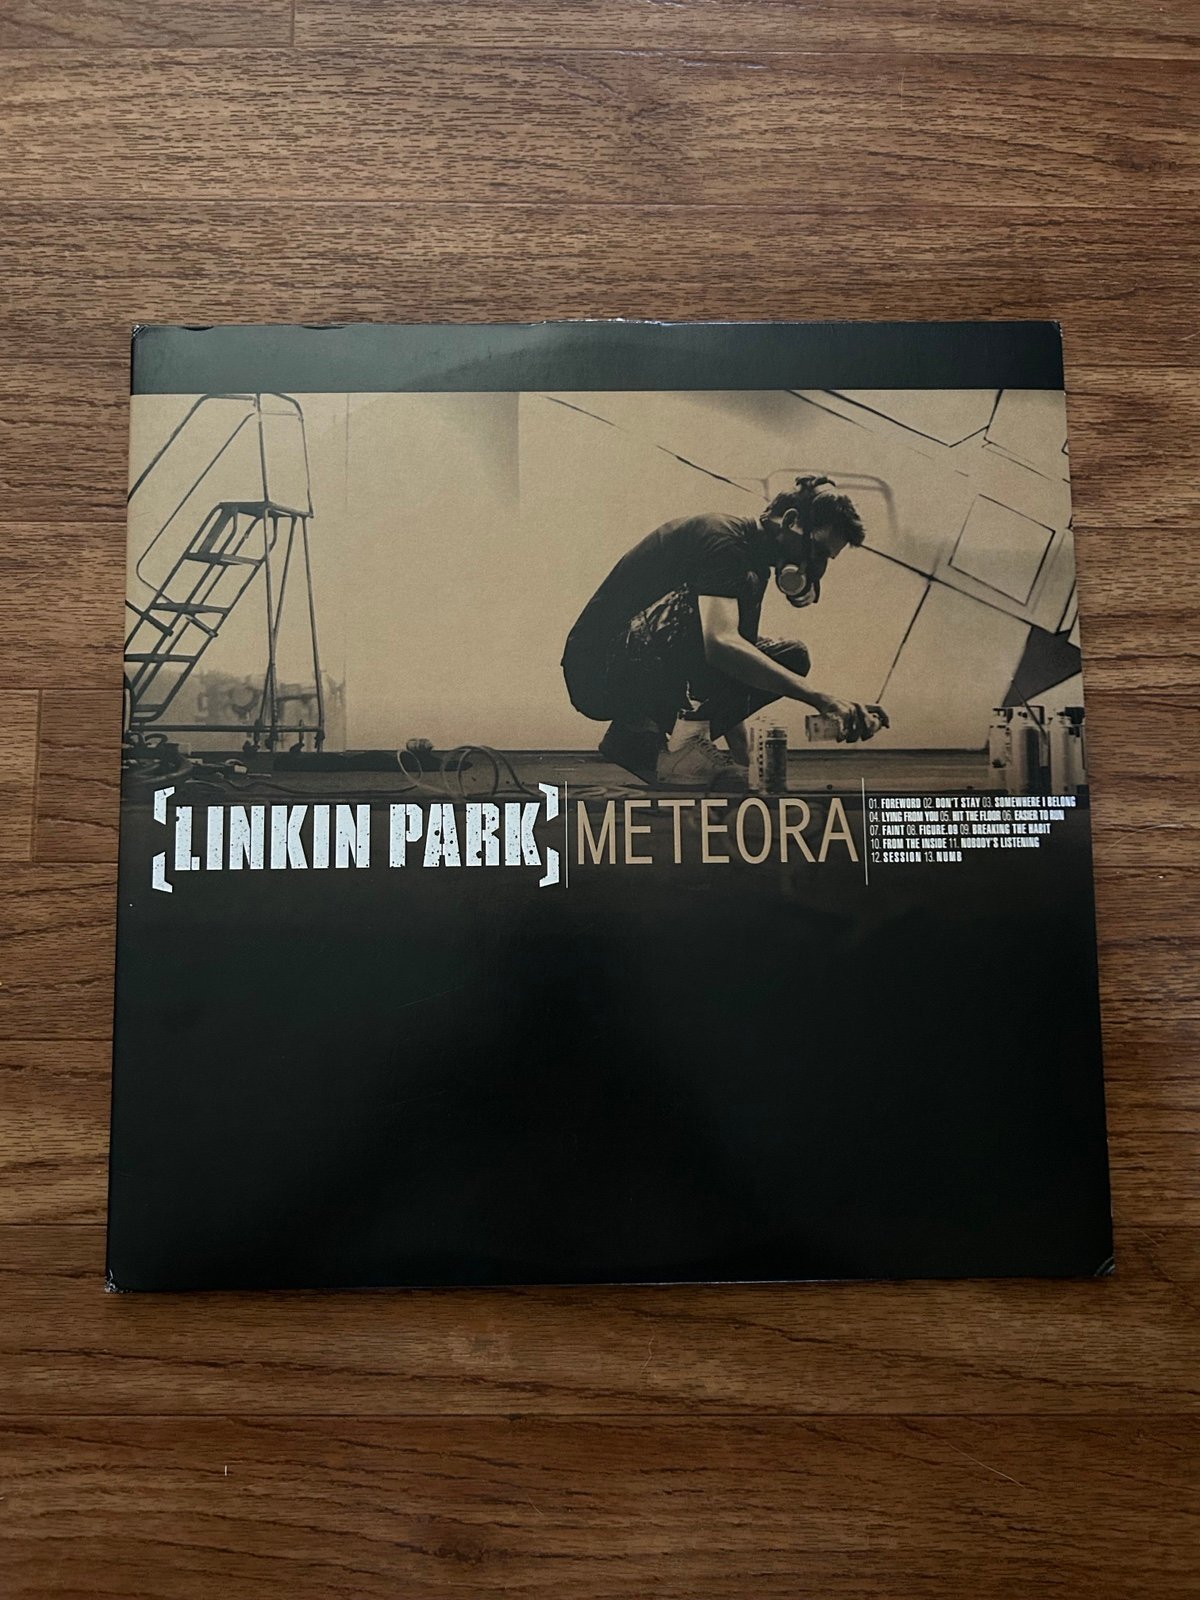 [LINKIN PARK]
METEORA
01. FOREWORD 02. DON'T STAY 03. SOMEWHERE I BELONG
04. LYING FROM YOU 05. HIT THE FLOOR 06. EASIER TO RUN
07. FAINT 08. FIGURE.09 09. BREAKING THE HABIT
10. FROM THE INSIDE 11. NOBODY'S LISTENING
12. SESSION 13. NUMB